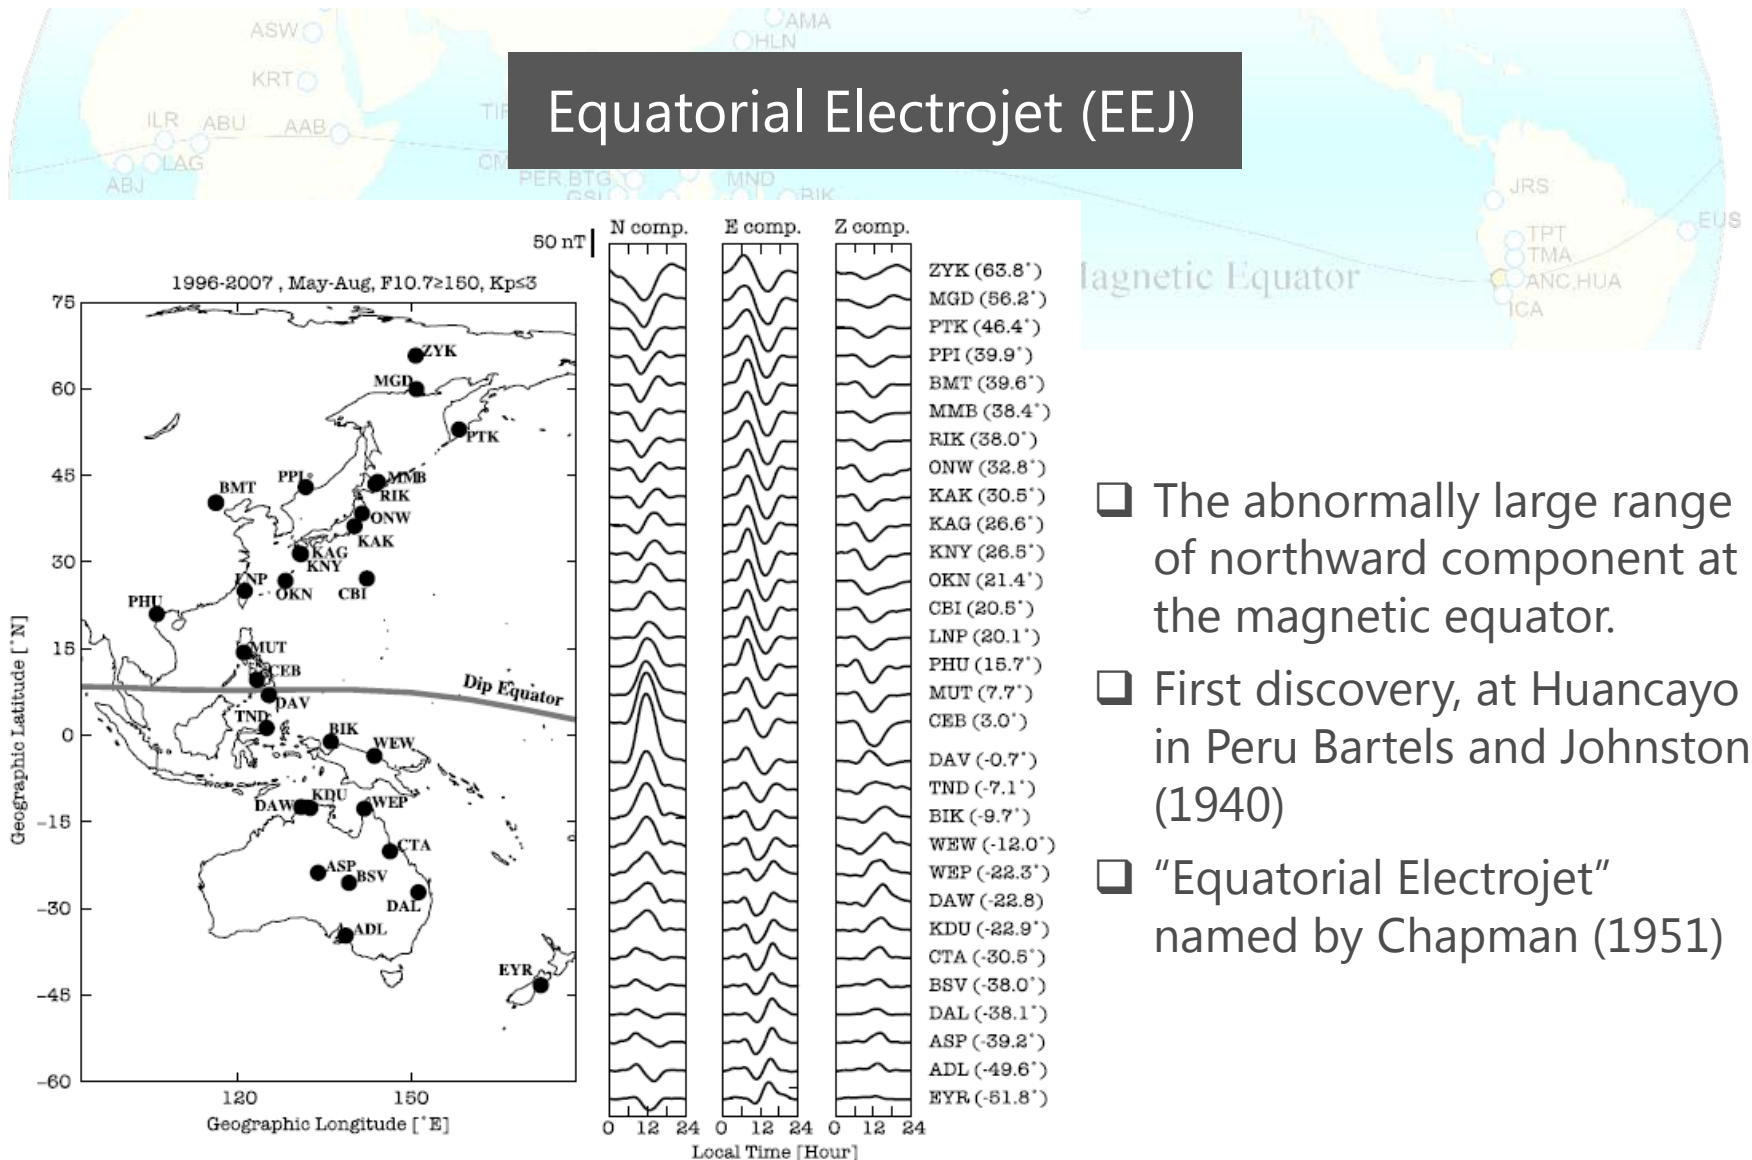 ASW
AMA
HLN
KRT
ILR
ABU
AAB
LAG
ABJ
PER,BTG
MND
BIK
JRS
EUS
TPT
TMA
ANC,HUA
ICA
Magnetic Equator
Equatorial Electrojet (EEJ)
50 nT
N comp.
E comp.
Z comp.
1996-2007 , May-Aug, F10.7≥150, Kp≤3
75
60
45
30
15
0
-15
-30
-45
-60
Geographic Latitude [°N]
120
150
Geographic Longitude [°E]
ZYK
MGD
PTK
PPI
MMB
BMT
RIK
ONW
KAK
KAG
KNY
LNP
OKN
CBI
PHU
MUT
CEB
Dip Equator
DAV
TND
BIK
WEW
KDU
DAW
WEP
CTA
ASP
BSV
DAL
ADL
EYR
ZYK (63.8°)
MGD (56.2°)
PTK (46.4°)
PPI (39.9°)
BMT (39.6°)
MMB (38.4°)
RIK (38.0°)
ONW (32.8°)
KAK (30.5°)
KAG (26.6°)
KNY (26.5°)
OKN (21.4°)
CBI (20.5°)
LNP (20.1°)
PHU (15.7°)
MUT (7.7°)
CEB (3.0°)
DAV (-0.7°)
TND (-7.1°)
BIK (-9.7°)
WEW (-12.0°)
WEP (-22.3°)
DAW (-22.8)
KDU (-22.9°)
CTA (-30.5°)
BSV (-38.0°)
DAL (-38.1°)
ASP (-39.2°)
ADL (-49.6°)
EYR (-51.8°)
0 12 24 0 12 24 0 12 24
Local Time [Hour]
❑ The abnormally large range
of northward component at
the magnetic equator.
❑ First discovery, at Huancayo
in Peru Bartels and Johnston
(1940)
❑ “Equatorial Electrojet”
named by Chapman (1951)